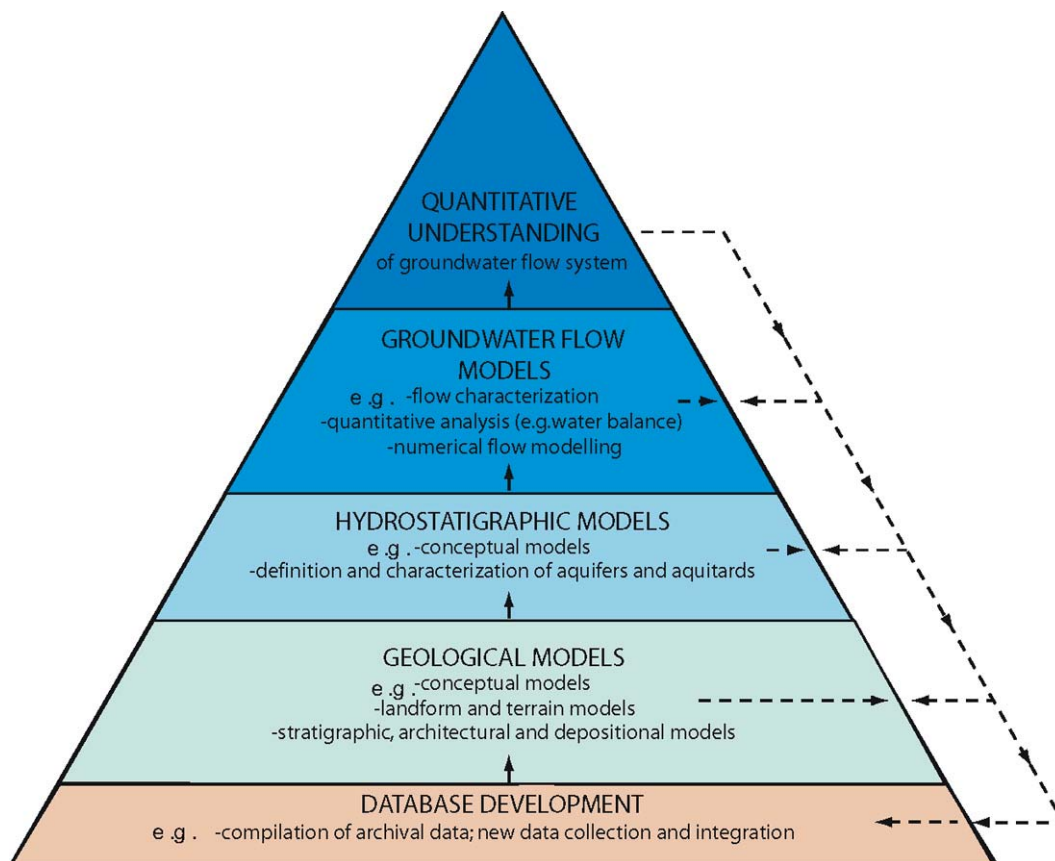 QUANTITATIVE
UNDERSTANDING
of groundwater flow system
GROUNDWATER FLOW
MODELS
e.g. -flow characterization
-quantitative analysis (e.g.water balance)
-numerical flow modelling
HYDROSTATIGRAPHIC MODELS
e.g. -conceptual models
-definition and characterization of aquifers and aquitards
GEOLOGICAL MODELS
e.g. -conceptual models
-landform and terrain models
-stratigraphic, architectural and depositional models
DATABASE DEVELOPMENT
e.g. -compilation of archival data; new data collection and integration